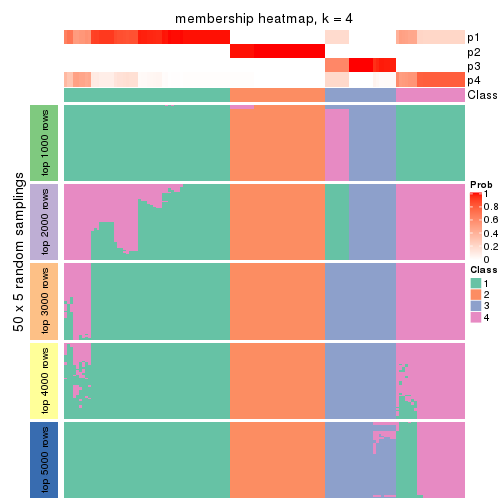 membership heatmap, k = 4
p1
p2
p3
p4
Class
50 x 5 random samplings
top 1000 rows
top 2000 rows
top 3000 rows
top 4000 rows
top 5000 rows
Prob
1
0.8
0.6
0.4
0.2
0
Class
1
2
3
4